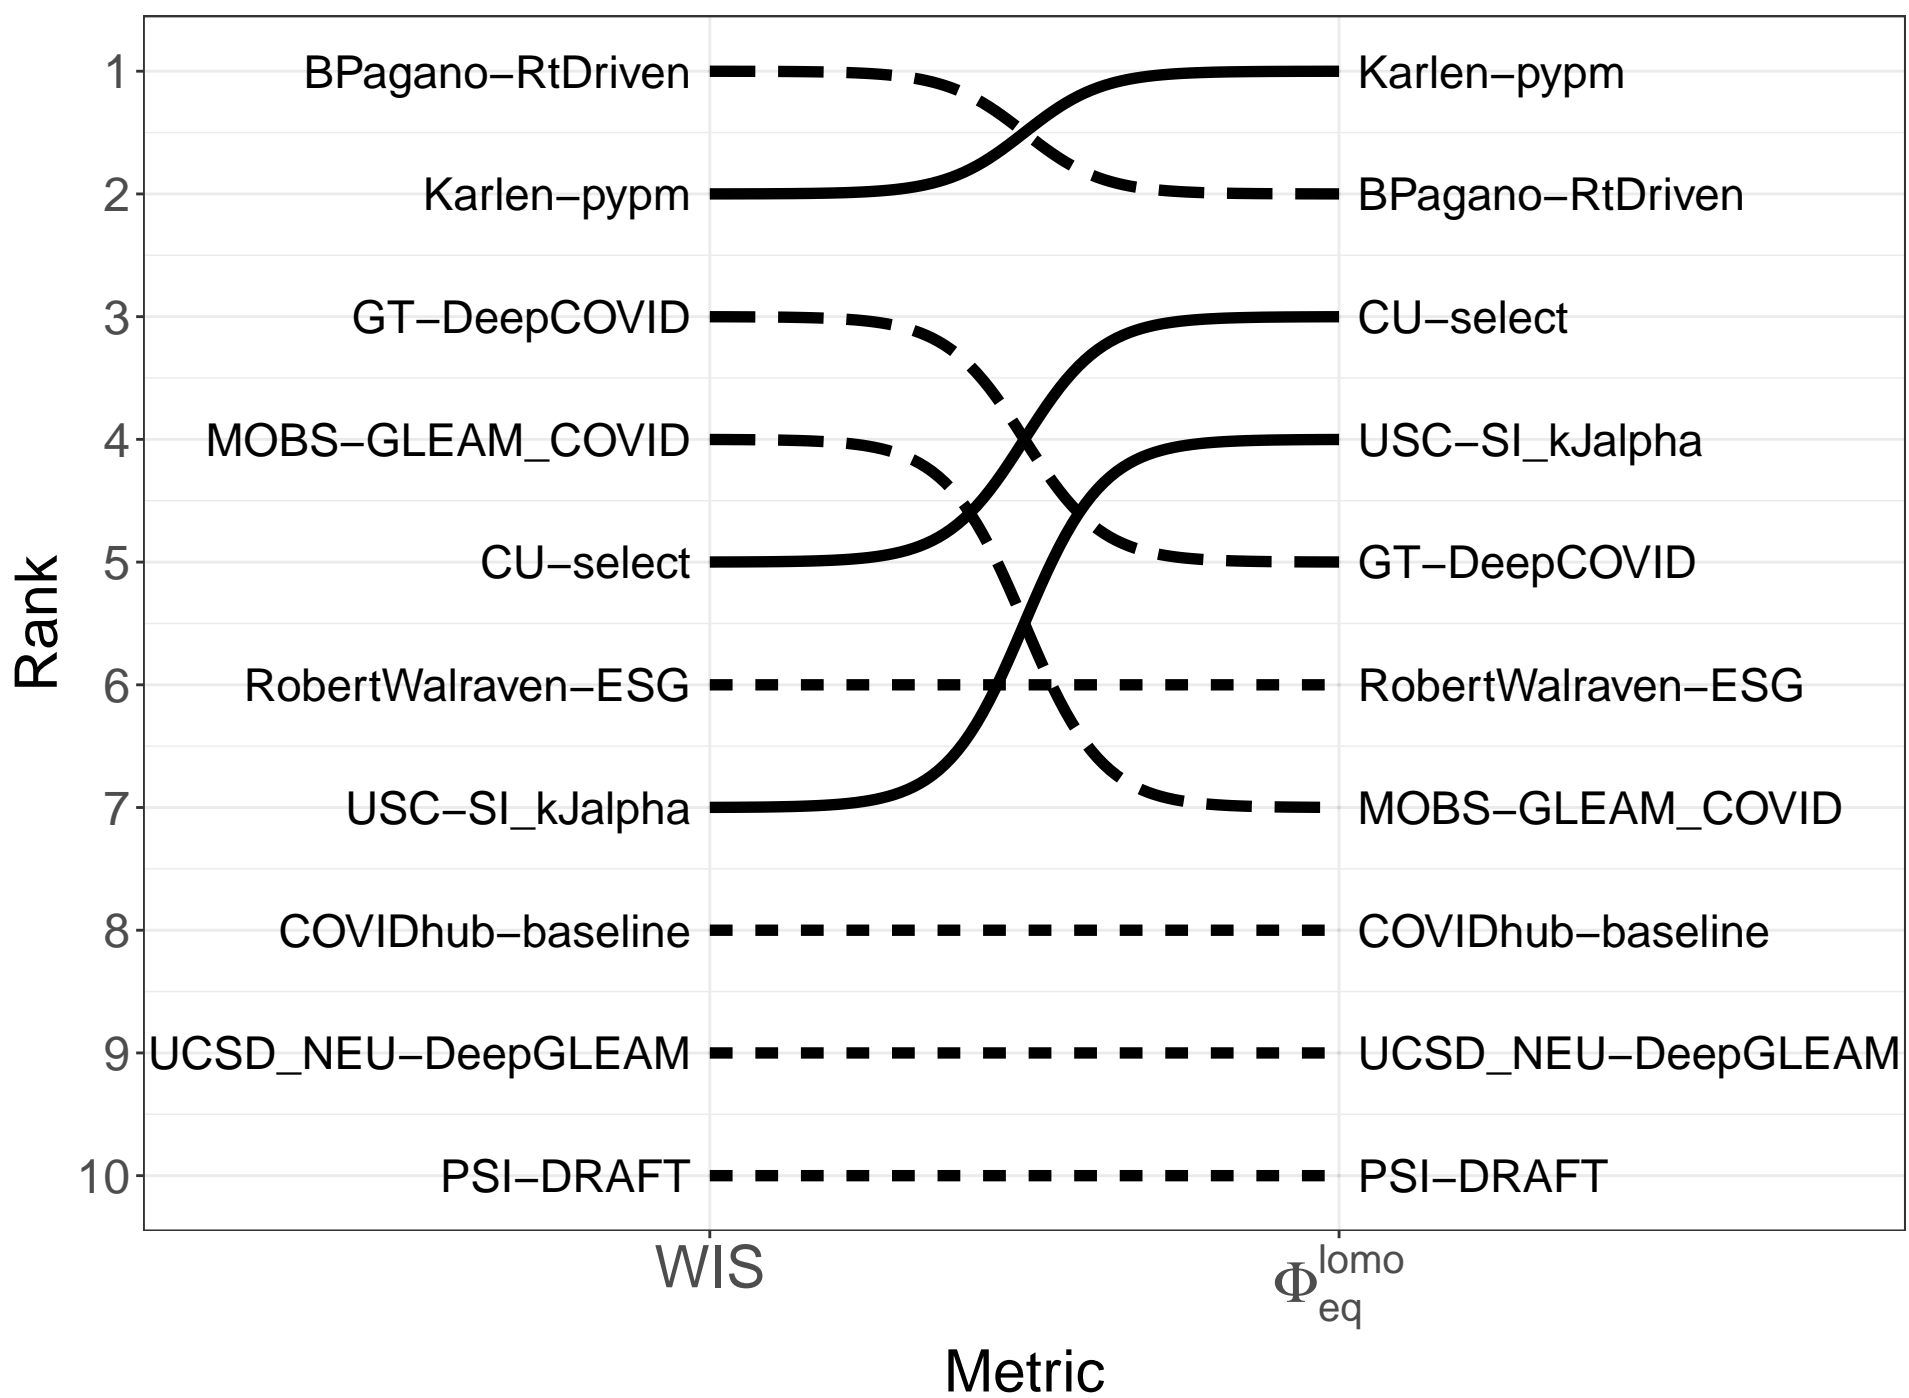 1 BPagano–RtDriven Karlen–pypm
2 Karlen–pypm BPagano–RtDriven
3 GT–DeepCOVID CU–select
4 MOBS–GLEAM_COVID USC–SI_kJalpha
5 CU–select GT–DeepCOVID
6 RobertWalraven–ESG RobertWalraven–ESG
7 USC–SI_kJalpha MOBS–GLEAM_COVID
8 COVIDhub–baseline COVIDhub–baseline
9 UCSD_NEU–DeepGLEAM UCSD_NEU–DeepGLEAM
10 PSI–DRAFT PSI–DRAFT
Rank
WIS Φ lomo eq
Metric